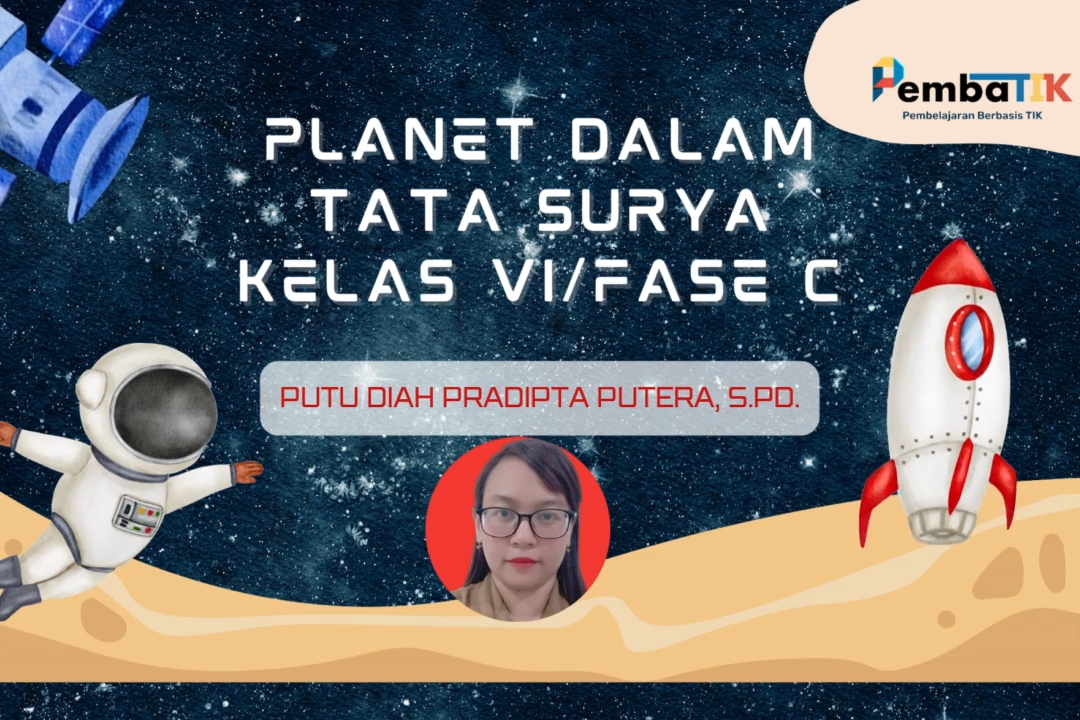 PembaTIK
Pembelajaran Berbasis TIK
PLANET DALAM
TATA SURYA
KELAS VI/FASE C
PUTU DIAH PRADIPTA PUTERA, S.PD.